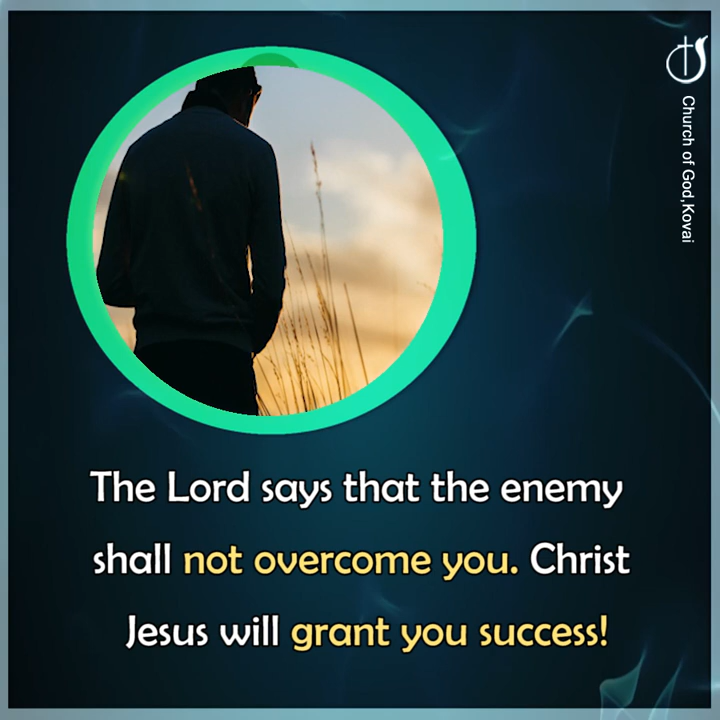 Church of God,Kovai
The Lord says that the enemy
shall not overcome you. Christ
Jesus will grant you success!